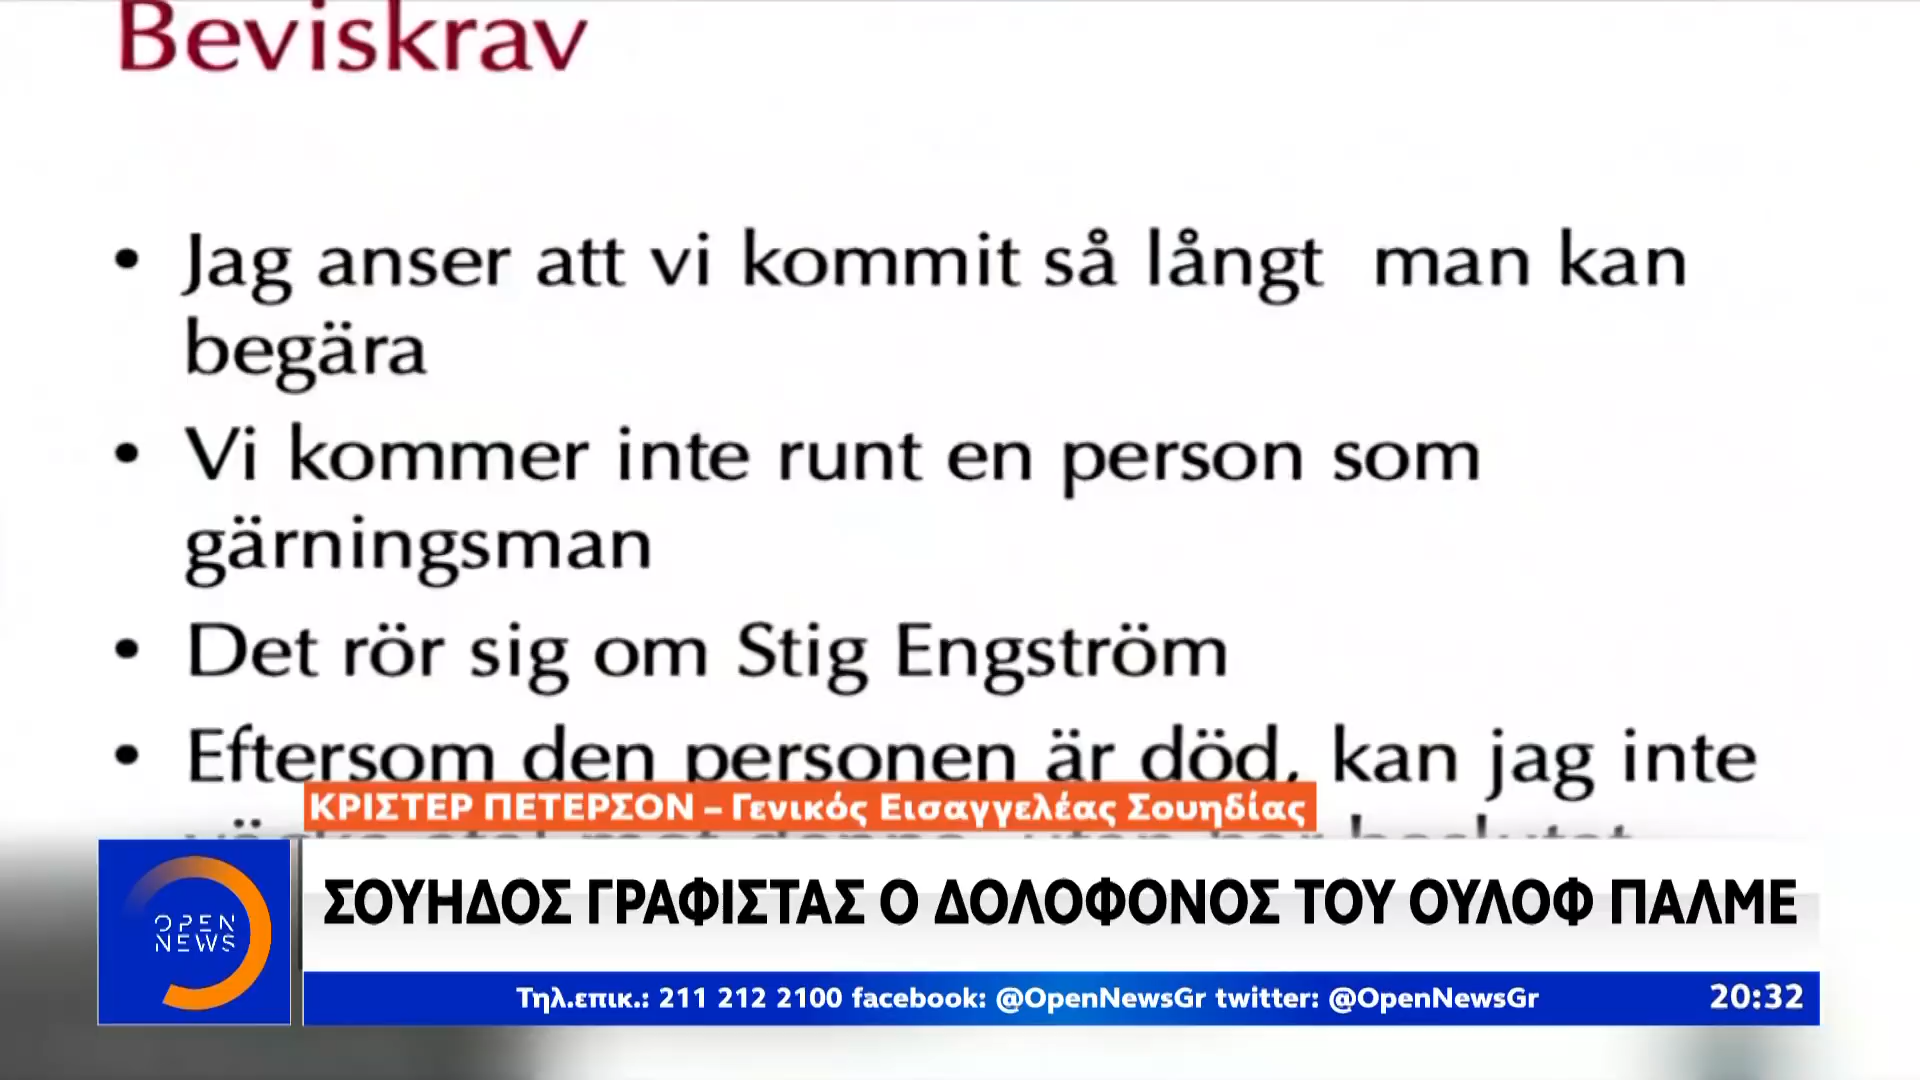 Beviskrav
• Jag anser att vi kommit så långt man kan
begära
• Vi kommer inte runt en person som
gärningsman
• Det rör sig om Stig Engström
• Eftersom den personen är död, kan jag inte
ΚΡΙΣΤΕΡ ΠΕΤΕΡΣΟΝ – Γενικός Εισαγγελέας Σουηδίας
ΣΟΥΗΔΟΣ ΓΡΑΦΙΣΤΑΣ Ο ΔΟΛΟΦΟΝΟΣ ΤΟΥ ΟΥΛΟΦ ΠΑΛΜΕ
OPEN
NEWS
Τηλ.επικ.: 211 212 2100 facebook: @OpenNewsGr twitter: @OpenNewsGr
20:32